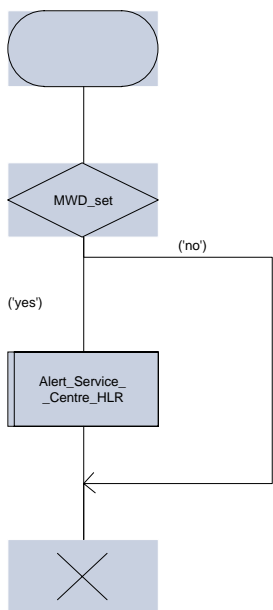 MWD_set
('no')
('yes')
Alert_Service_
_Centre_HLR